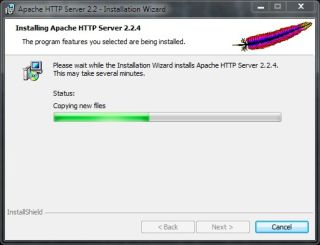 Apache HTTP Server 2.2 - Installation Wizard
Installing Apache HTTP Server 2.2.4
The program features you selected are being installed.
Please wait while the Installation Wizard installs Apache HTTP Server 2.2.4.
This may take several minutes.
Status:
Copying new files
InstallShield
< Back
Next >
Cancel